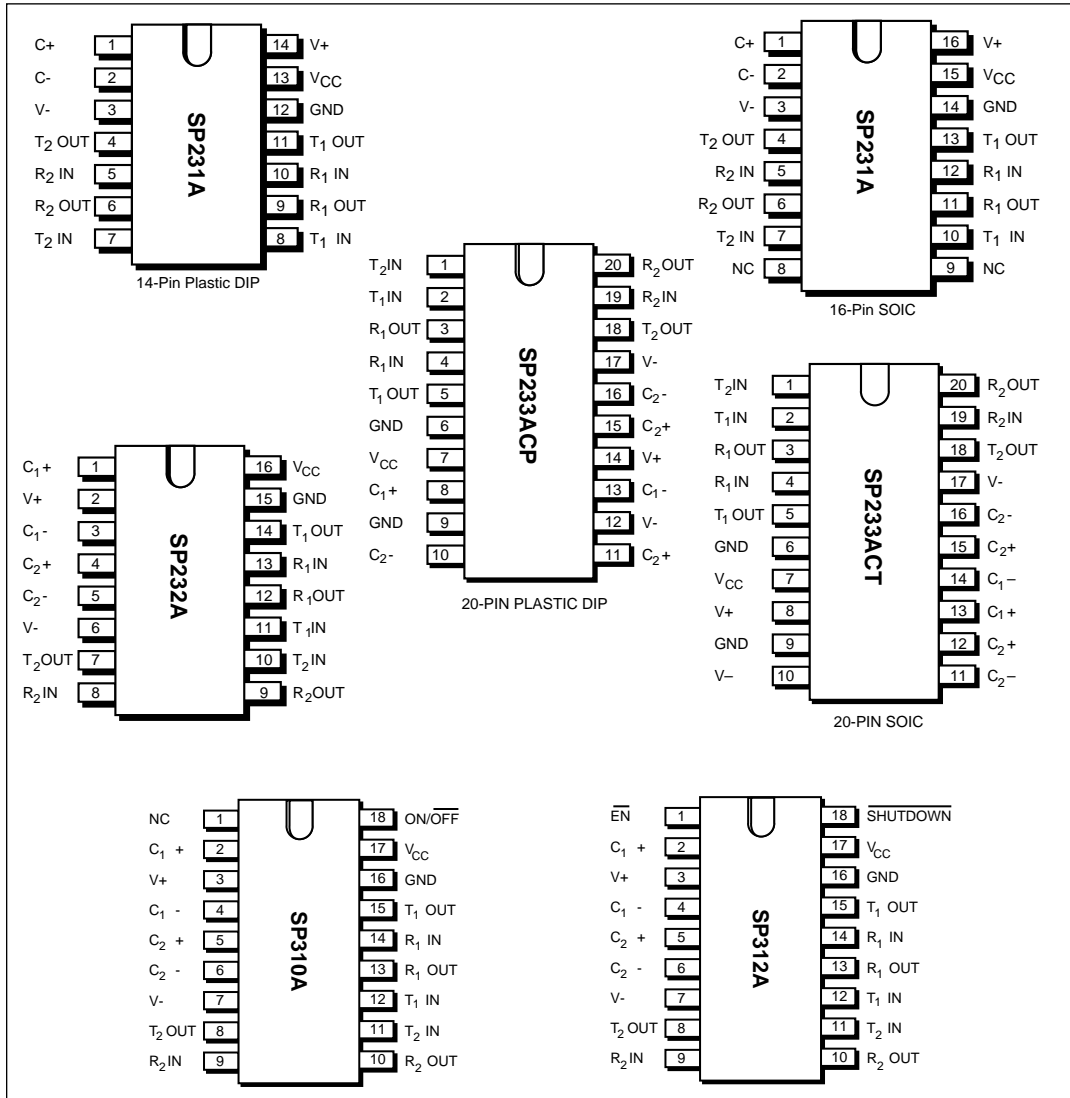 C+ 1 14 V+
C- 2 13 VCC
V- 3 12 GND
T2 OUT 4 11 T1 OUT
R2 IN 5 10 R1 IN
R2 OUT 6 9 R1 OUT
T2 IN 7 8 T1 IN
SP231A
14-Pin Plastic DIP
C+ 1 16 V+
C- 2 15 VCC
V- 3 14 GND
T2 OUT 4 13 T1 OUT
R2 IN 5 12 R1 IN
R2 OUT 6 11 R1 OUT
T2 IN 7 10 T1 IN
NC 8 9 NC
SP231A
16-Pin SOIC
T2IN 1 20 R2OUT
T1IN 2 19 R2IN
R1OUT 3 18 T2OUT
R1IN 4 17 V-
T1OUT 5 16 C2-
GND 6 15 C2+
VCC 7 14 V+
C1+ 8 13 C1-
GND 9 12 V-
C2- 10 11 C2+
SP233ACP
20-PIN PLASTIC DIP
C1+ 1 16 VCC
V+ 2 15 GND
C1- 3 14 T1OUT
C2+ 4 13 R1IN
C2- 5 12 R1OUT
V- 6 11 T1IN
T2OUT 7 10 T2IN
R2IN 8 9 R2OUT
SP232A
T2IN 1 20 R2OUT
T1IN 2 19 R2IN
R1OUT 3 18 T2OUT
R1IN 4 17 V-
T1OUT 5 16 C2-
GND 6 15 C2+
VCC 7 14 C1–
V+ 8 13 C1+
GND 9 12 C2+
V– 10 11 C2–
SP233ACT
20-PIN SOIC
NC 1 18 ON/OFF
C1 + 2 17 VCC
V+ 3 16 GND
C1 - 4 15 T1 OUT
C2 + 5 14 R1 IN
C2 - 6 13 R1 OUT
V- 7 12 T1 IN
T2 OUT 8 11 T2 IN
R2 IN 9 10 R2 OUT
SP310A
EN 1 18 SHUTDOWN
C1 + 2 17 VCC
V+ 3 16 GND
C1 - 4 15 T1 OUT
C2 + 5 14 R1 IN
C2 - 6 13 R1 OUT
V- 7 12 T1 IN
T2 OUT 8 11 T2 IN
R2 IN 9 10 R2 OUT
SP312A